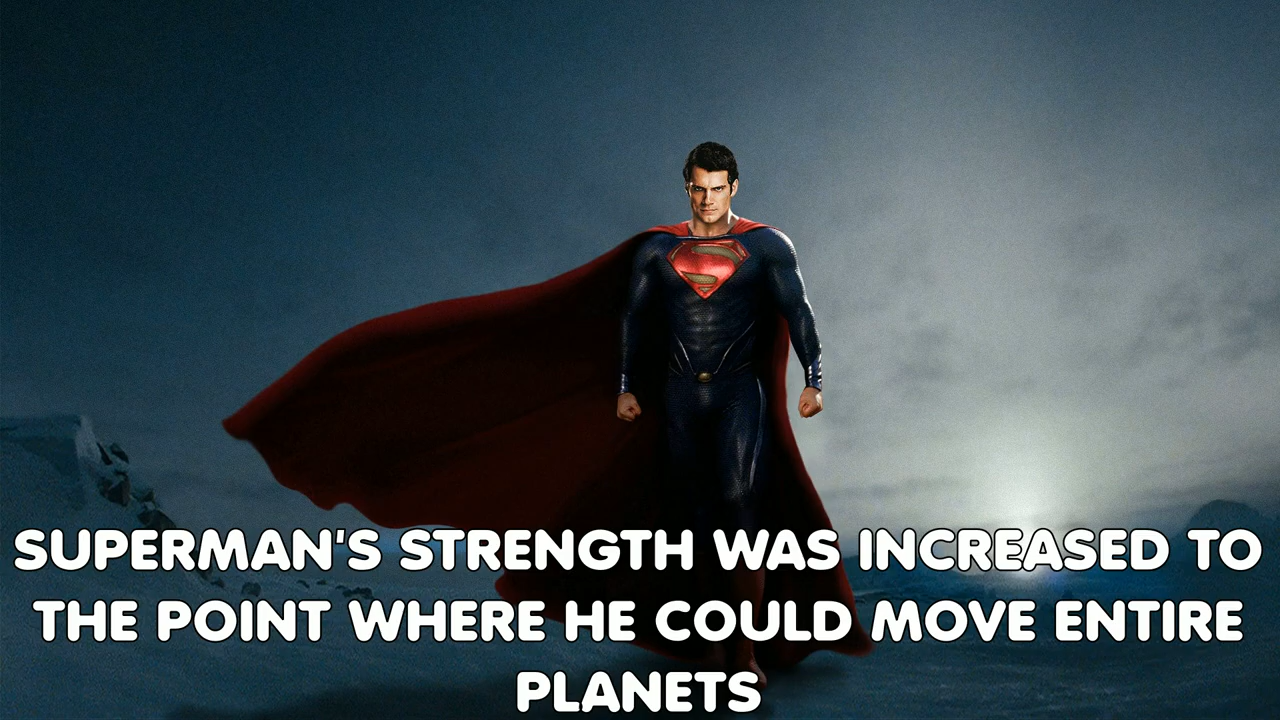 SUPERMAN'S STRENGTH WAS INCREASED TO
THE POINT WHERE HE COULD MOVE ENTIRE
PLANETS